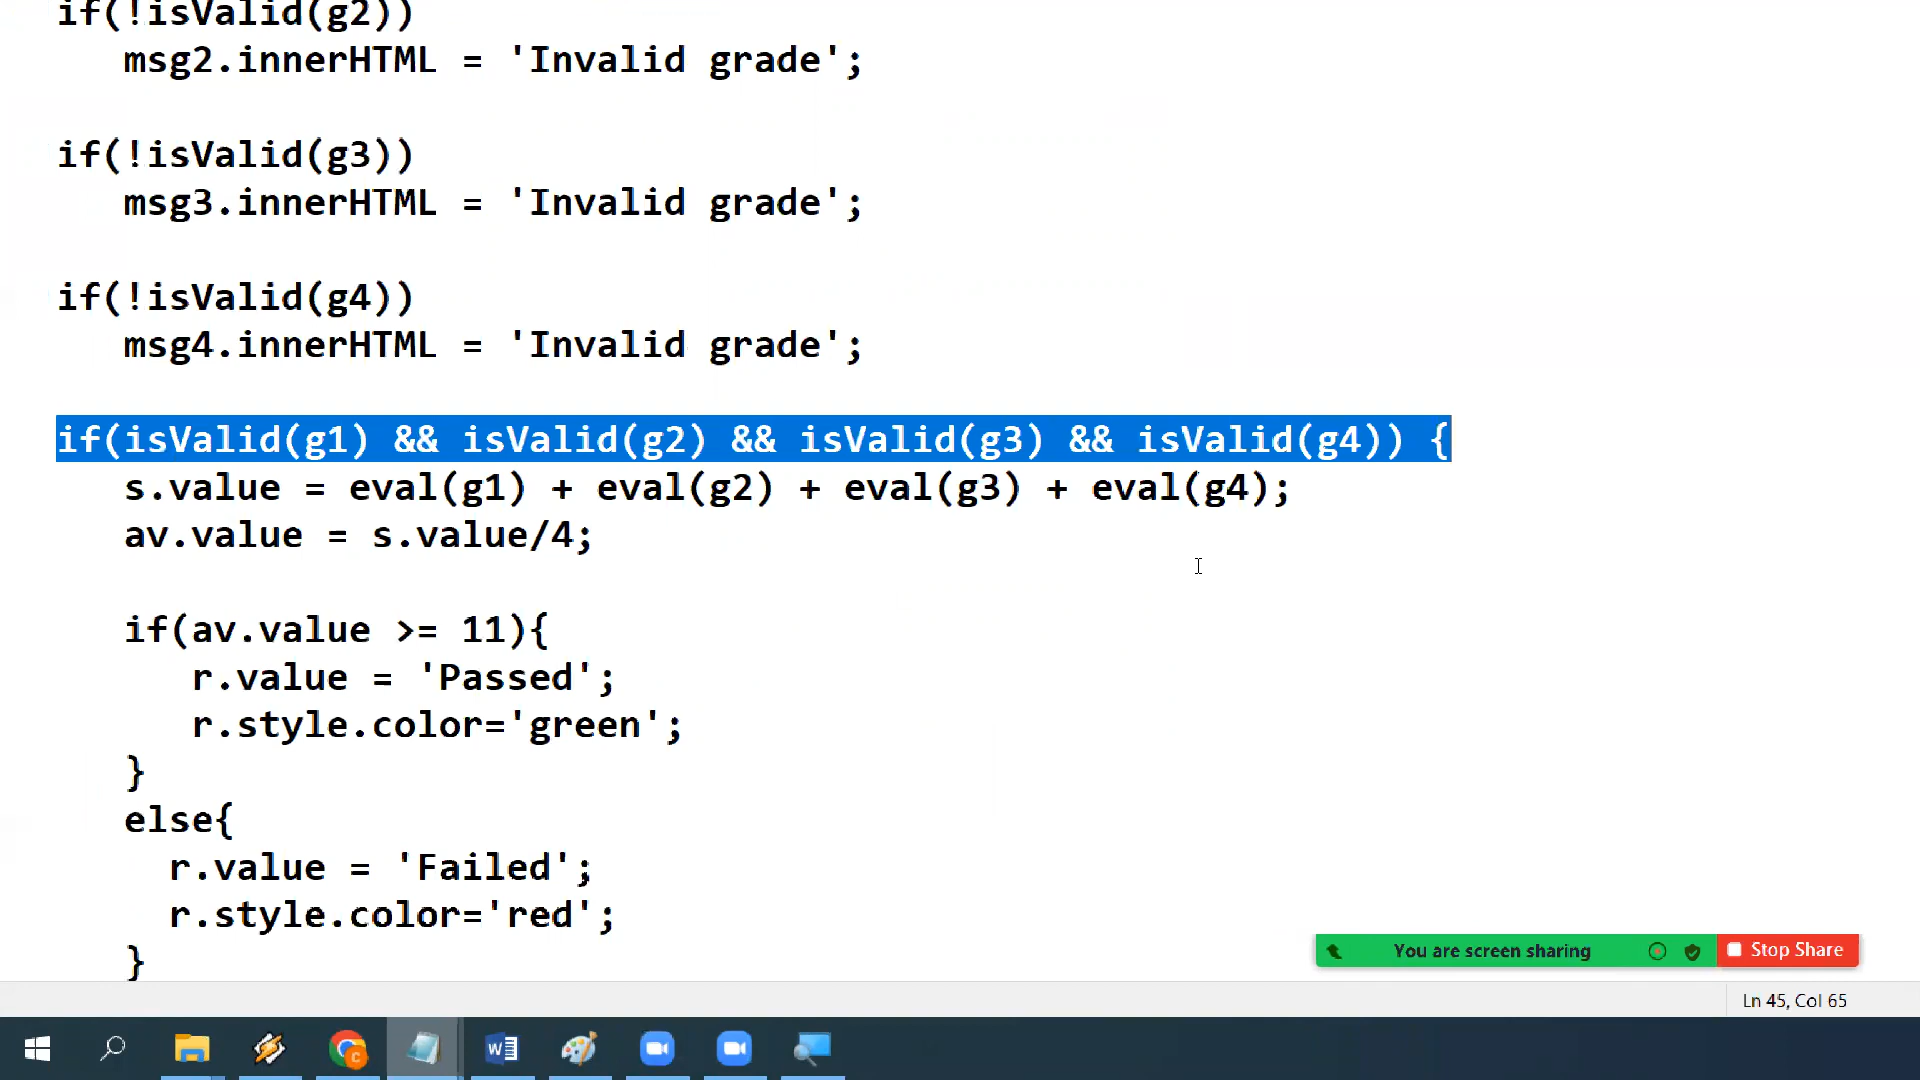 if(!isValid(g2))
msg2.innerHTML = 'Invalid grade';
if(!isValid(g3))
msg3.innerHTML = 'Invalid grade';
if(!isValid(g4))
msg4.innerHTML = 'Invalid grade';
if(isValid(g1) && isValid(g2) && isValid(g3) && isValid(g4)) {
s.value = eval(g1) + eval(g2) + eval(g3) + eval(g4);
av.value = s.value/4;
if(av.value >= 11){
r.value = 'Passed';
r.style.color='green';
}
else{
r.value = 'Failed';
r.style.color='red';
}
You are screen sharing
Stop Share
Ln 45, Col 65